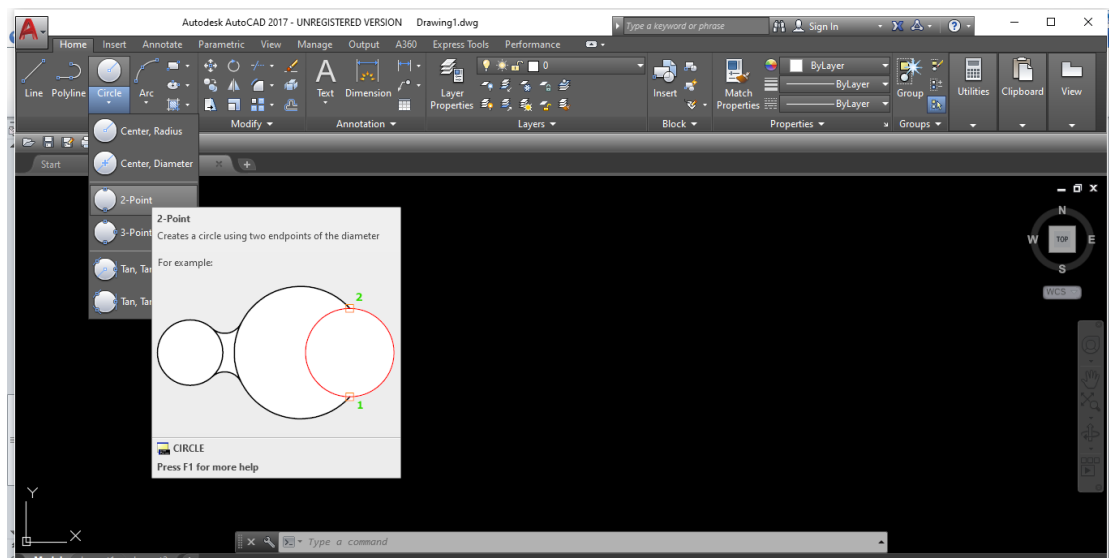 Autodesk AutoCAD 2017 - UNREGISTERED VERSION Drawing1.dwg
Type a keyword or phrase
Sign In
Home Insert Annotate Parametric View Manage Output A360 Express Tools Performance
Line Polyline Circle Arc
Text Dimension
Layer Properties
0
Insert
Match Properties
ByLayer
ByLayer
ByLayer
Group
Utilities Clipboard View
Modify Annotation Layers Block Properties Groups
Center, Radius
Start
Center, Diameter
2-Point
3-Point
Tan,
Tan,
2-Point
Creates a circle using two endpoints of the diameter
For example:
2
1
CIRCLE
Press F1 for more help
N
W TOP E
S
WCS
Y
X
Type a command